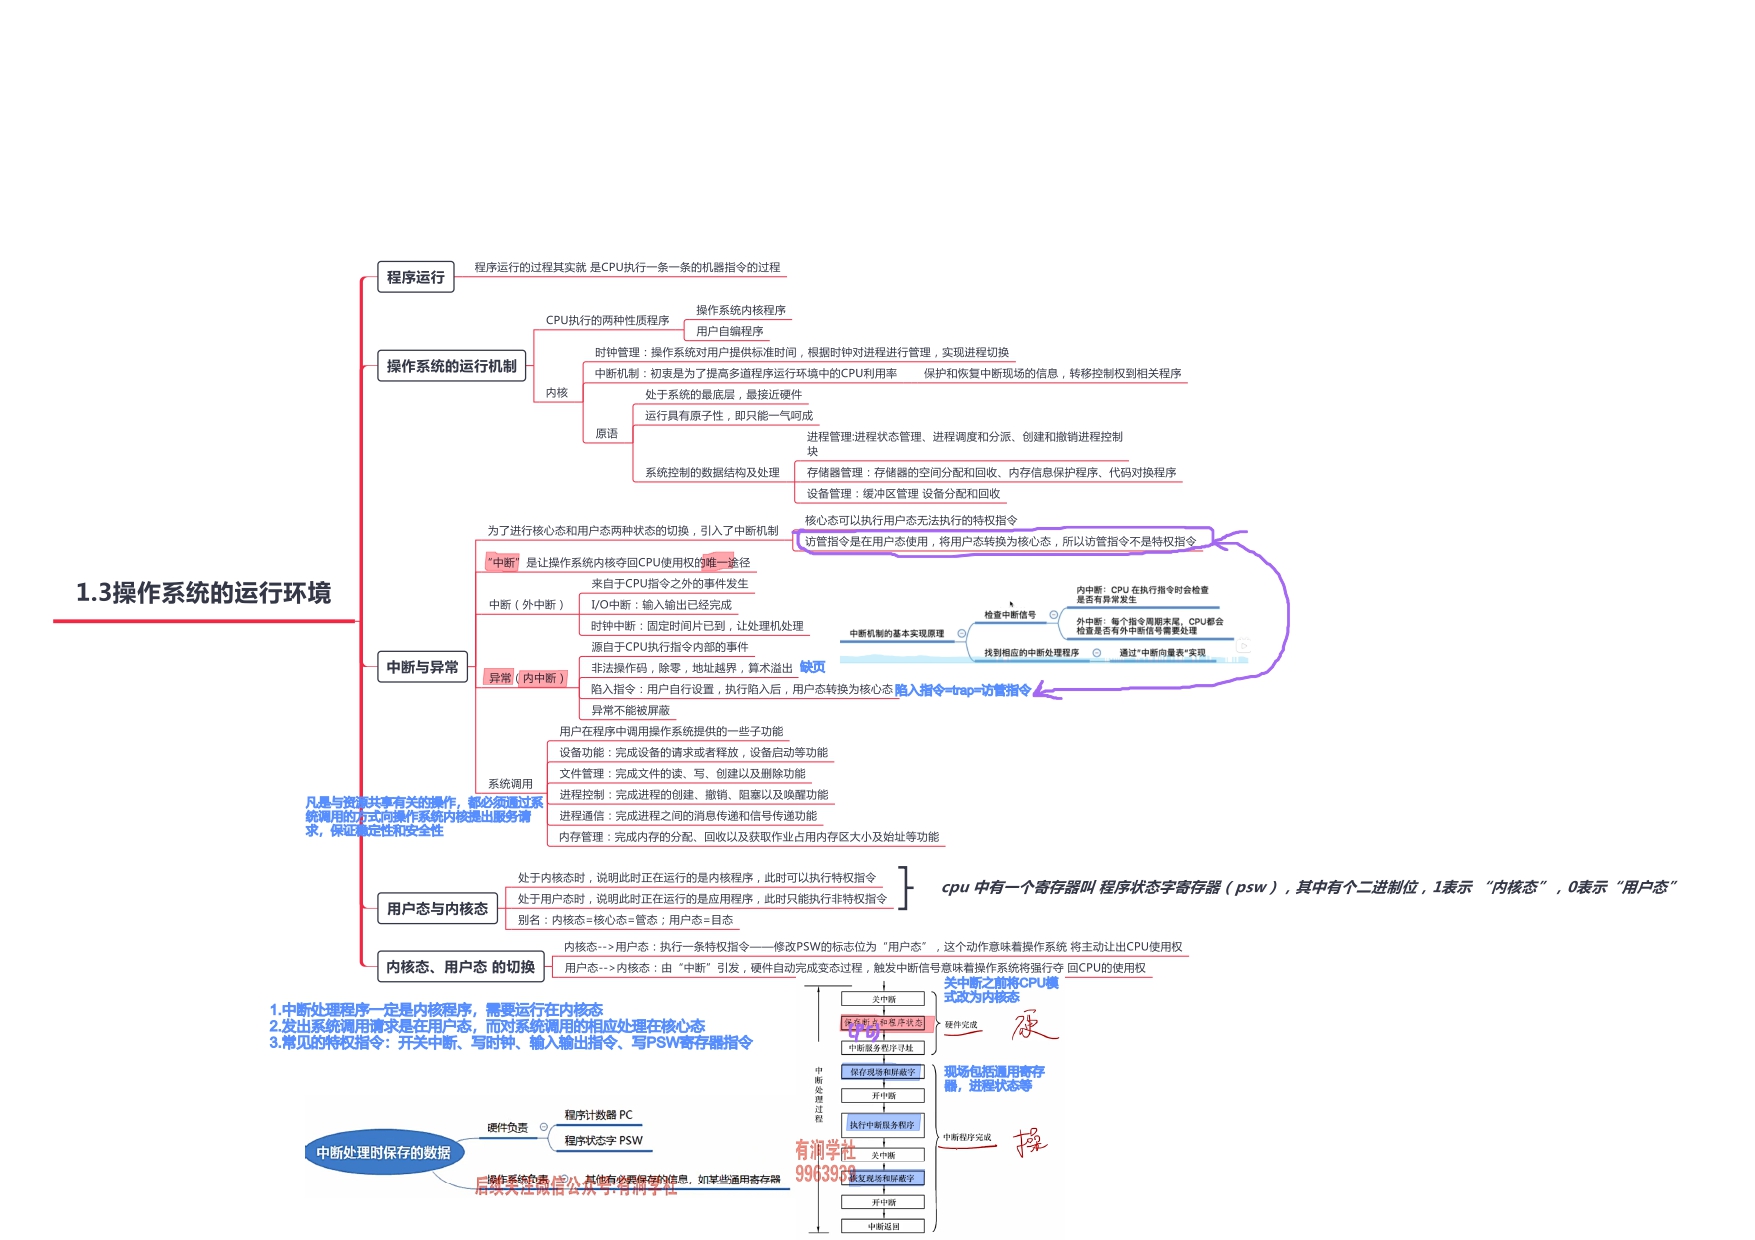 1.3操作系统的运行环境
程序运行
程序运行的过程其实就 是CPU执行一条一条的机器指令的过程
操作系统的运行机制
CPU执行的两种性质程序
操作系统内核程序
用户自编程序
内核
时钟管理：操作系统对用户提供标准时间，根据时钟对进程进行管理，实现进程切换
中断机制：初衷是为了提高多道程序运行环境中的CPU利用率
保护和恢复中断现场的信息，转移控制权到相关程序
原语
处于系统的最底层，最接近硬件
运行具有原子性，即只能一气呵成
系统控制的数据结构及处理
进程管理:进程状态管理、进程调度和分派、创建和撤销进程控制
块
存储器管理：存储器的空间分配和回收、内存信息保护程序、代码对换程序
设备管理：缓冲区管理 设备分配和回收
中断与异常
为了进行核心态和用户态两种状态的切换，引入了中断机制
核心态可以执行用户态无法执行的特权指令
访管指令是在用户态使用，将用户态转换为核心态，所以访管指令不是特权指令
“中断” 是让操作系统内核夺回CPU使用权的唯一途径
中断（外中断）
来自于CPU指令之外的事件发生
I/O中断：输入输出已经完成
时钟中断：固定时间片已到，让处理机处理
异常（内中断）
源自于CPU执行指令内部的事件
非法操作码，除零，地址越界，算术溢出
缺页
陷入指令：用户自行设置，执行陷入后，用户态转换为核心态
陷入指令=trap=访管指令
异常不能被屏蔽
中断机制的基本实现原理
检查中断信号
内中断：CPU 在执行指令时会检查
是否有异常发生
外中断：每个指令周期末尾，CPU都会
检查是否有外中断信号需要处理
找到相应的中断处理程序
通过“中断向量表”实现
系统调用
用户在程序中调用操作系统提供的一些子功能
设备功能：完成设备的请求或者释放，设备启动等功能
文件管理：完成文件的读、写、创建以及删除功能
进程控制：完成进程的创建、撤销、阻塞以及唤醒功能
进程通信：完成进程之间的消息传递和信号传递功能
内存管理：完成内存的分配、回收以及获取作业占用内存区大小及始址等功能
凡是与资源共享有关的操作，都必须通过系
统调用的方式向操作系统内核提出服务请
求，保证稳定性和安全性
用户态与内核态
处于内核态时，说明此时正在运行的是内核程序，此时可以执行特权指令
处于用户态时，说明此时正在运行的是应用程序，此时只能执行非特权指令
别名：内核态=核心态=管态；用户态=目态
cpu 中有一个寄存器叫 程序状态字寄存器（psw），其中有个二进制位，1表示 “内核态”，0表示“用户态”
内核态、用户态 的切换
内核态-->用户态：执行一条特权指令——修改PSW的标志位为“用户态”，这个动作意味着操作系统 将主动让出CPU使用权
用户态-->内核态：由“中断”引发，硬件自动完成变态过程，触发中断信号意味着操作系统将强行夺 回CPU的使用权
1.中断处理程序一定是内核程序，需要运行在内核态
2.发出系统调用请求是在用户态，而对系统调用的相应处理在核心态
3.常见的特权指令：开关中断、写时钟、输入输出指令、写PSW寄存器指令
中断处理时保存的数据
硬件负责
程序计数器 PC
程序状态字 PSW
操作系统负责
其他有必要保存的信息，如某些通用寄存器
后续关注微信公众号:有润学社
中断处理过程
关中断
保存断点和程序状态
中断服务程序寻址
关中断之前将CPU模
式改为内核态
硬件完成
硬
保存现场和屏蔽字
开中断
执行中断服务程序
关中断
恢复现场和屏蔽字
开中断
中断返回
现场包括通用寄存
器，进程状态等
中断程序完成
操
有润学社